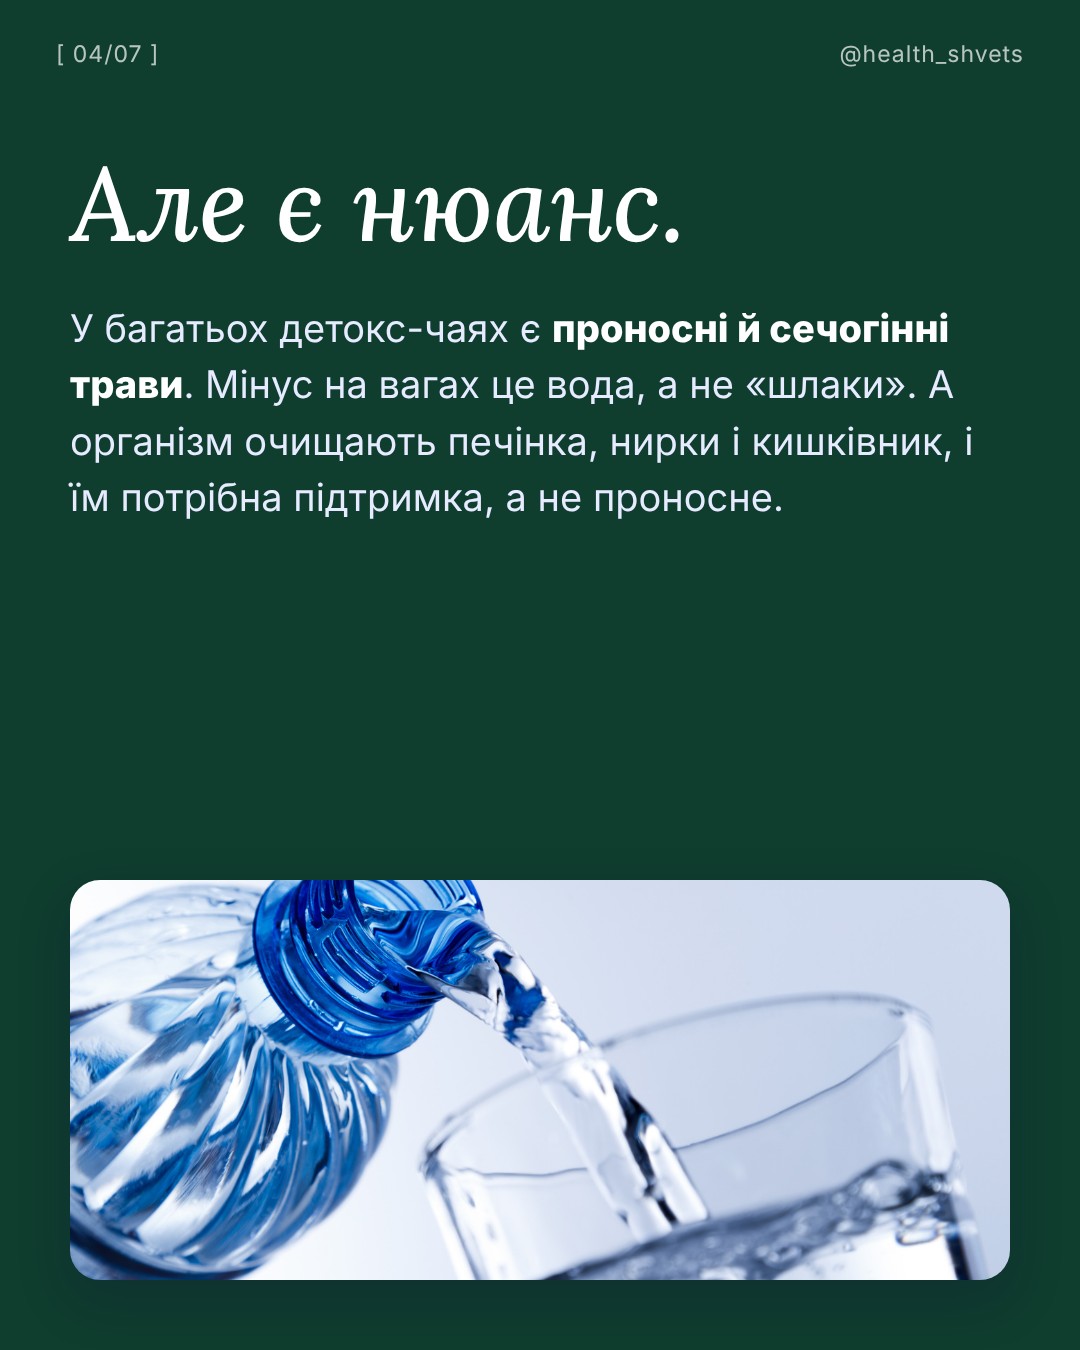 [ 04/07 ]
@health_shvets
Але є нюанс.
У багатьох детокс-чаях є проносні й сечогінні
трави. Мінус на вагах це вода, а не «шлаки». А
організм очищають печінка, нирки і кишківник, і
їм потрібна підтримка, а не проносне.